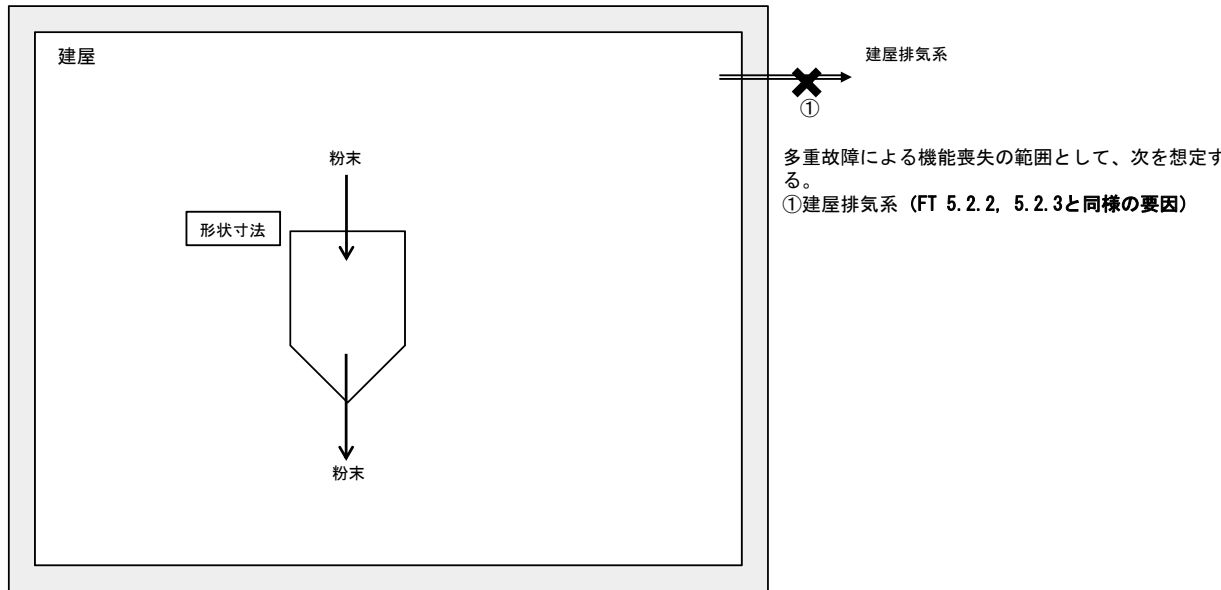 建屋
建屋排気系
①
粉末
多重故障による機能喪失の範囲として、次を想定す
る。
①建屋排気系 (FT 5.2.2, 5.2.3と同様の要因)
形状寸法
粉末